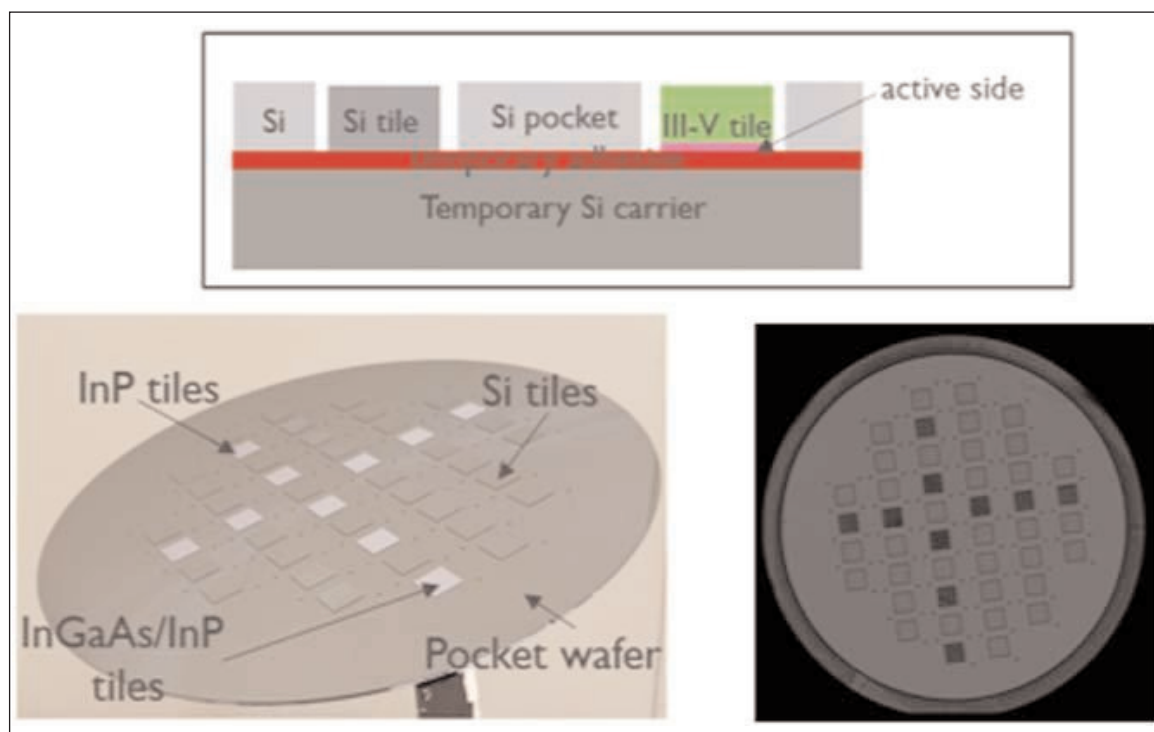 active side
Si
Si tile
Si pocket
III-V tile
Temporary Si carrier
InP tiles
Si tiles
InGaAs/InP
tiles
Pocket wafer